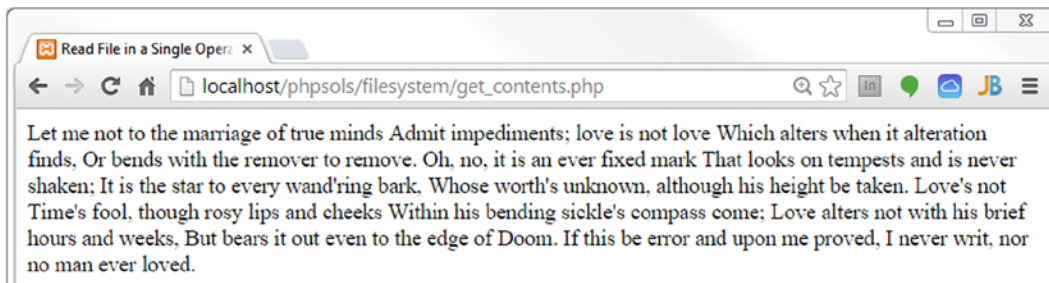 Read File in a Single Opera
localhost/phpsols/filesystem/get_contents.php
In
JB
Let me not to the marriage of true minds Admit impediments; love is not love Which alters when it alteration
finds, Or bends with the remover to remove. Oh, no, it is an ever fixed mark That looks on tempests and is never
shaken; It is the star to every wand'ring bark, Whose worth's unknown, although his height be taken. Love's not
Time's fool, though rosy lips and cheeks Within his bending sickle's compass come; Love alters not with his brief
hours and weeks, But bears it out even to the edge of Doom. If this be error and upon me proved, I never writ, nor
no man ever loved.